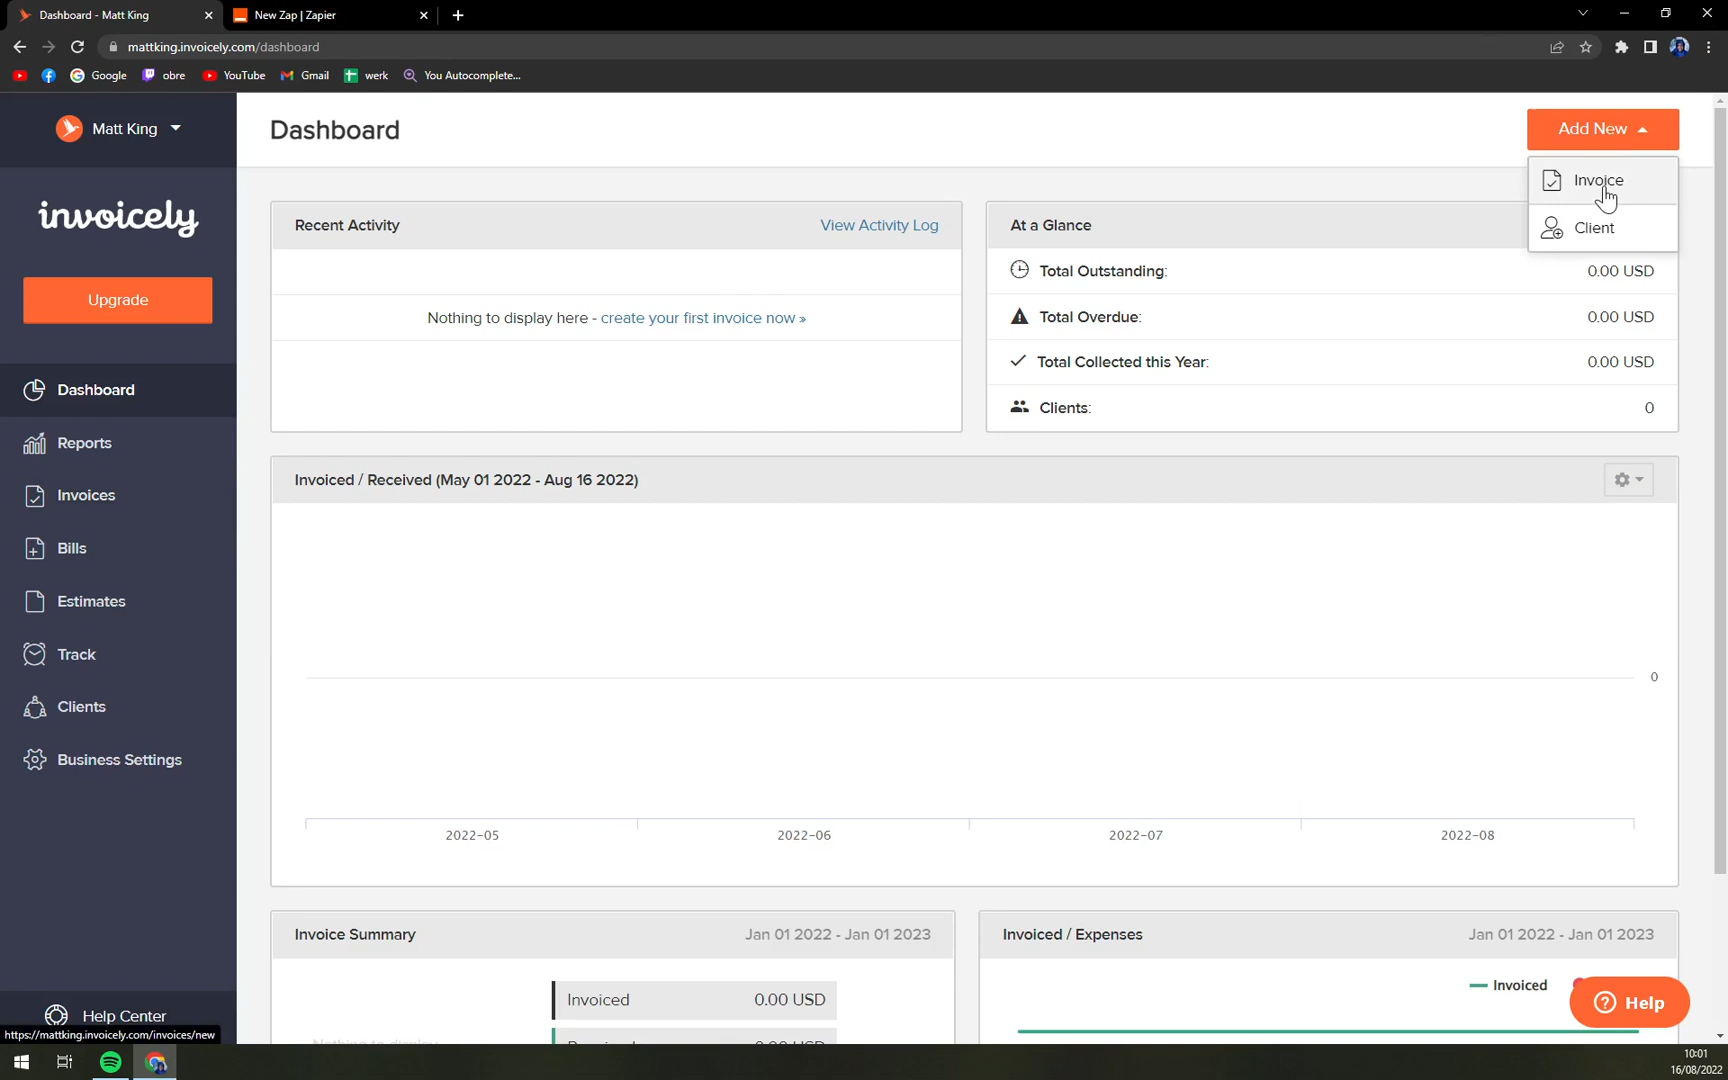 Dashboard - Matt King
New Zap | Zapier
mattking.invoicely.com/dashboard
Google
obre
YouTube
Gmail
werk
You Autocomplete...
Matt King
Dashboard
Add New
Invoice
Client
invoicely
Upgrade
Dashboard
Reports
Invoices
Bills
Estimates
Track
Clients
Business Settings
Help Center
Recent Activity
View Activity Log
Nothing to display here - create your first invoice now »
At a Glance
Total Outstanding: 0.00 USD
Total Overdue: 0.00 USD
Total Collected this Year: 0.00 USD
Clients: 0
Invoiced / Received (May 01 2022 - Aug 16 2022)
0
2022-05 2022-06 2022-07 2022-08
Invoice Summary Jan 01 2022 - Jan 01 2023
Invoiced 0.00 USD
Invoiced / Expenses Jan 01 2022 - Jan 01 2023
Invoiced
Help
https://mattking.invoicely.com/invoices/new
10:01
16/08/2022